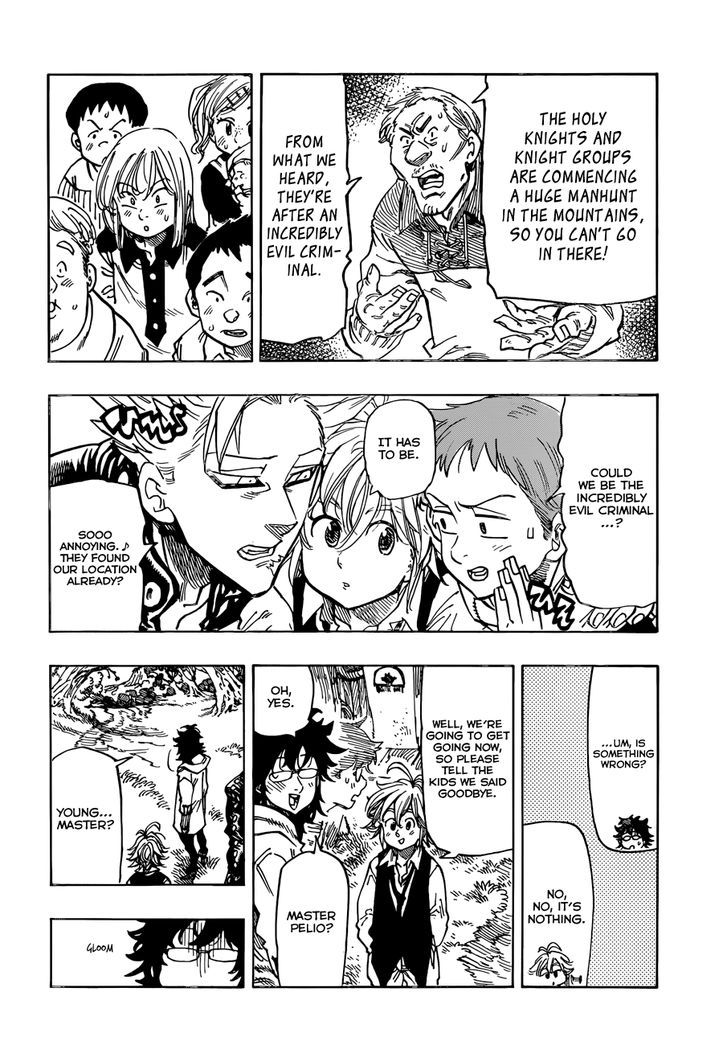 THE HOLY
KNIGHTS AND
KNIGHT GROUPS
ARE COMMENCING
A HUGE MANHUNT
IN THE MOUNTAINS,
SO YOU CAN'T GO
IN THERE!
FROM
WHAT WE
HEARD,
THEY'RE
AFTER AN
INCREDIBLY
EVIL CRIM-
INAL.
COULD
WE BE THE
INCREDIBLY
EVIL CRIMINAL
...?
IT HAS
TO BE.
SOOO
ANNOYING.♪
THEY FOUND
OUR LOCATION
ALREADY?
...UM, IS
SOMETHING
WRONG?
NO,
NO, IT'S
NOTHING.
WELL, WE'RE
GOING TO GET
GOING NOW,
SO PLEASE
TELL THE
KIDS WE SAID
GOODBYE.
OH,
YES.
MASTER
PELIO?
YOUNG...
MASTER?
GLOOM